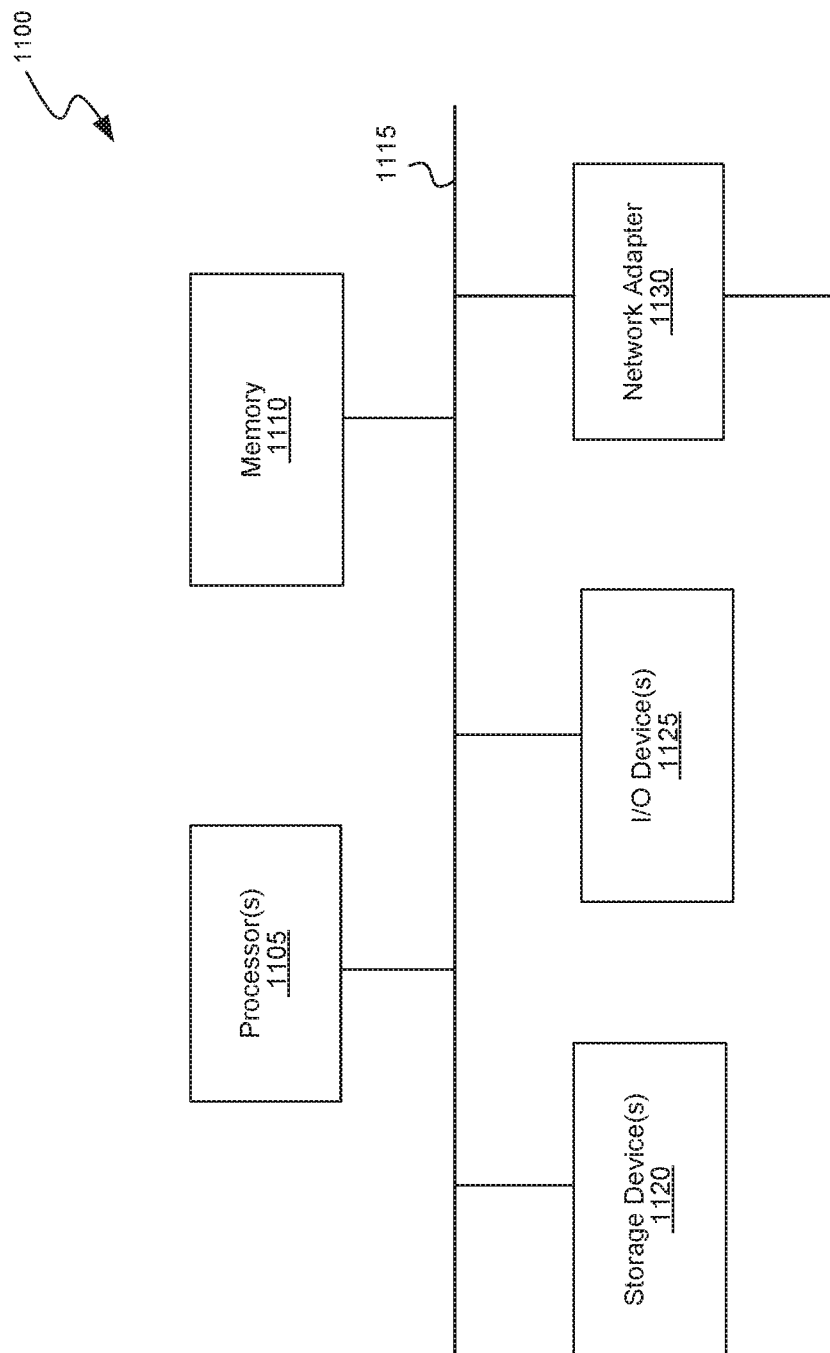 1100
Processor(s)
1105
Memory
1110
1115
Storage Device(s)
1120
I/O Device(s)
1125
Network Adapter
1130